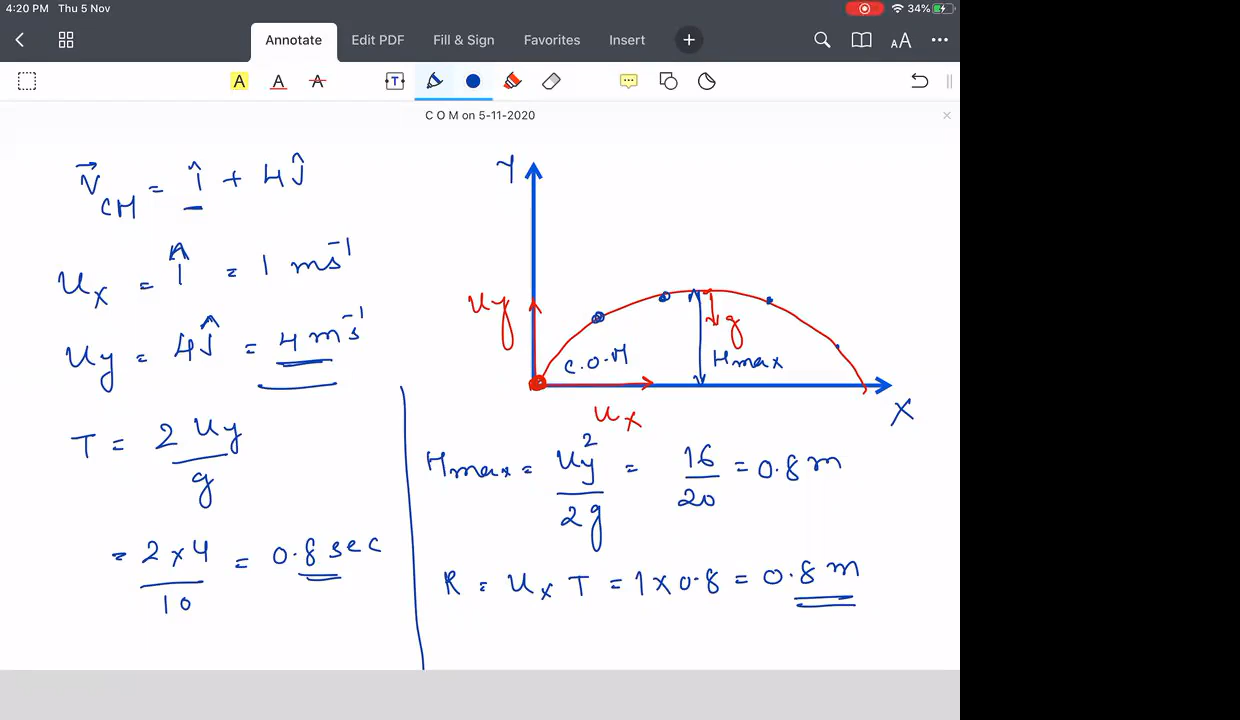 4:20 PM Thu 5 Nov
34%
Annotate Edit PDF Fill & Sign Favorites Insert +
AA
A A A T
C O M on 5-11-2020
V⃗CM = î + 4ĵ
ux = î = 1 ms⁻¹
uy = 4ĵ = 4 ms⁻¹
T = 2uy/g
= 2×4/10 = 0.8 sec
Y
uy
g
C.O.M
Hmax
ux
X
Hmax = uy²/2g = 16/20 = 0.8 m
R = ux T = 1×0.8 = 0.8 m